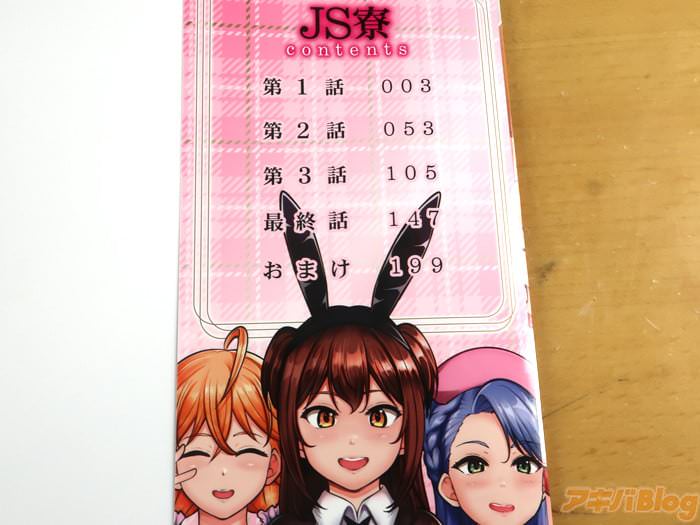 JS寮
contents
第1話 003
第2話 053
第3話 105
最終話 147
おまけ 199
アキバBlog